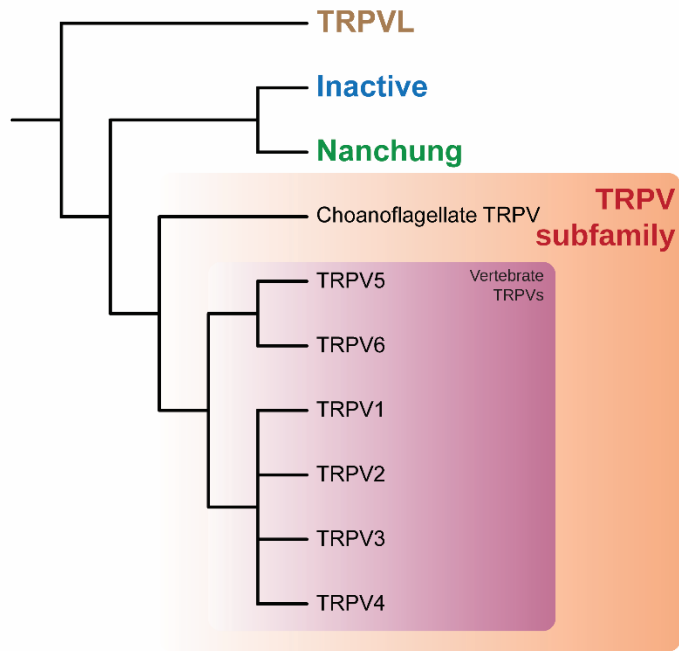 TRPVL
Inactive
Nanchung
TRPV
subfamily
Choanoflagellate TRPV
Vertebrate
TRPVs
TRPV5
TRPV6
TRPV1
TRPV2
TRPV3
TRPV4